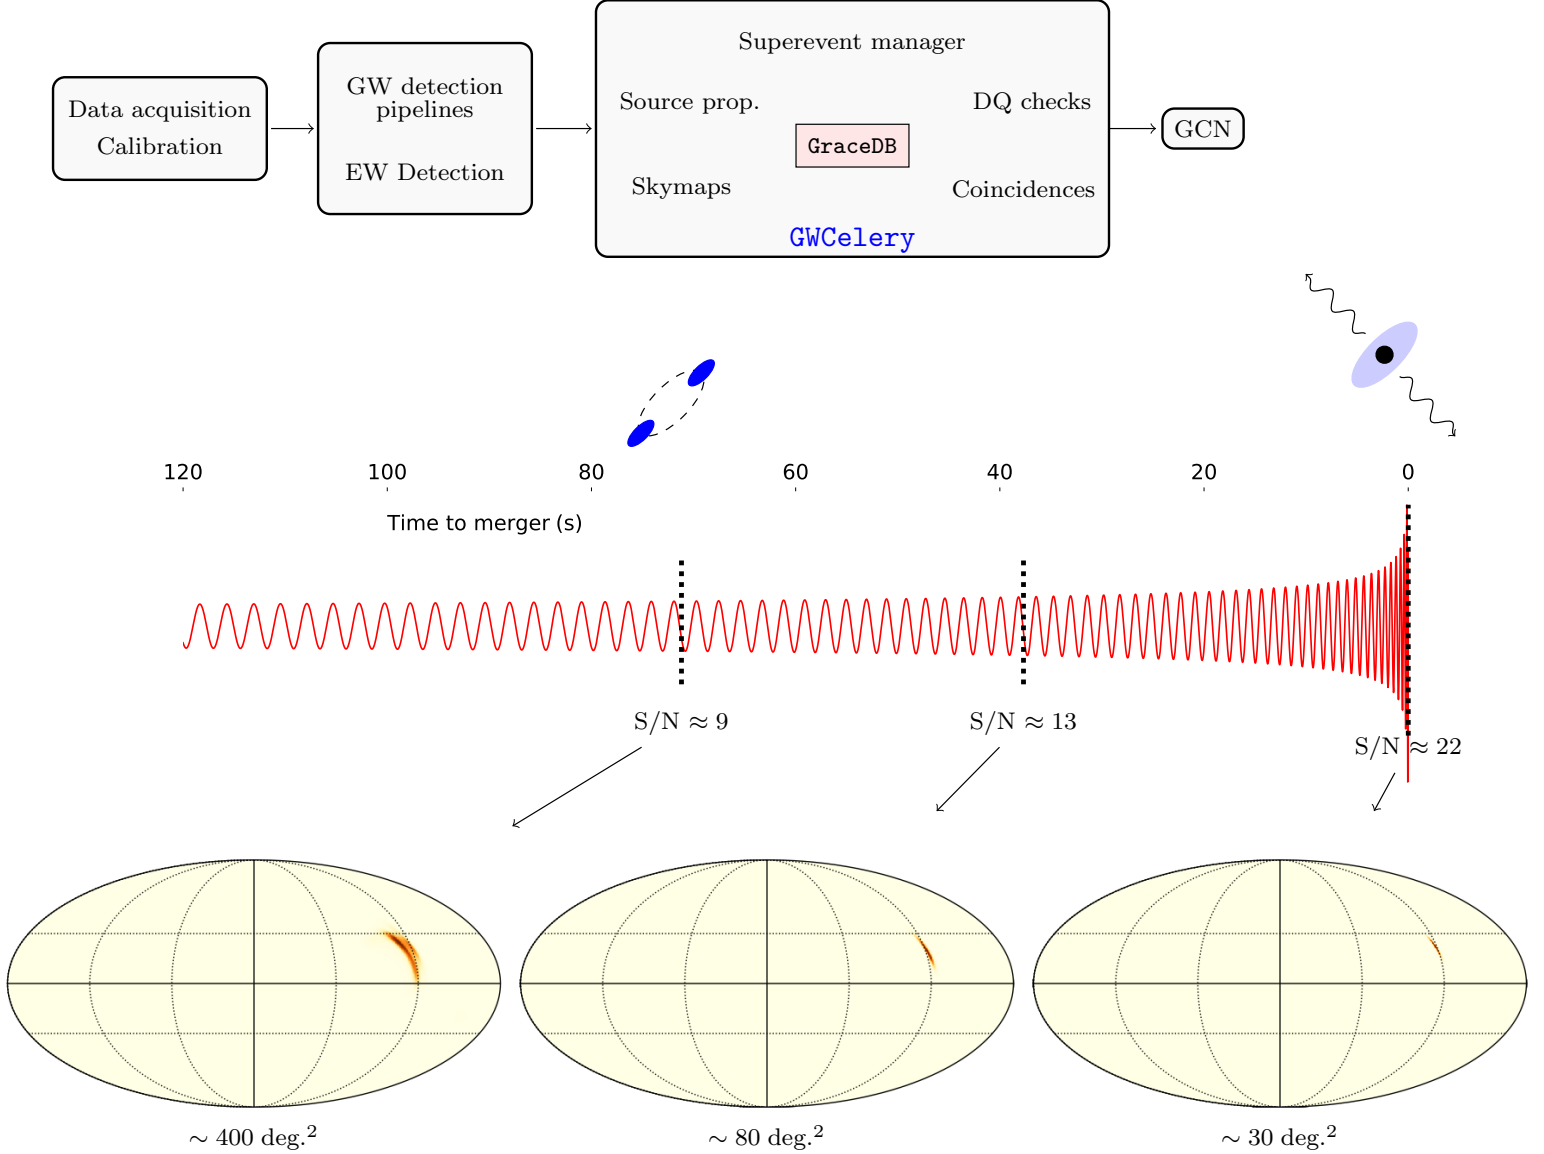 Superevent manager
Data acquisition
Calibration
GW detection
pipelines
EW Detection
Source prop.
DQ checks
GraceDB
Skymaps
Coincidences
GWCelery
GCN
120 100 80 60 40 20 0
Time to merger (s)
S/N ≈ 9
S/N ≈ 13
S/N ≈ 22
∼ 400 deg.²
∼ 80 deg.²
∼ 30 deg.²